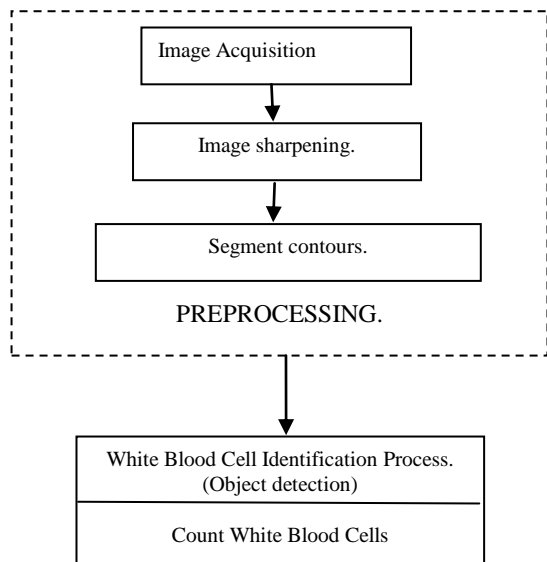 Image Acquisition
Image sharpening.
Segment contours.
PREPROCESSING.
White Blood Cell Identification Process.
(Object detection)
Count White Blood Cells